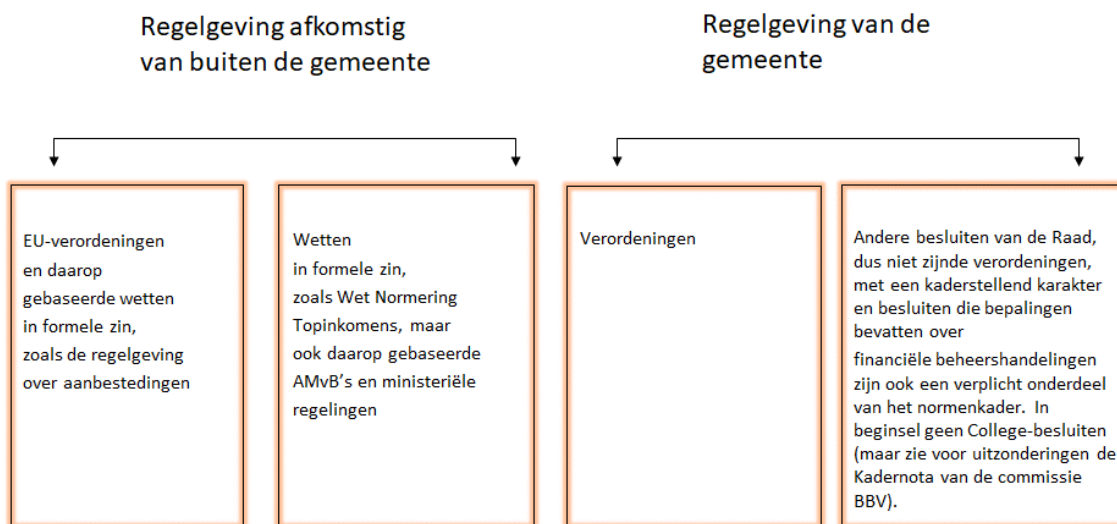 Regelgeving afkomstig
van buiten de gemeente
Regelgeving van de
gemeente
EU-verordeningen
en daarop
gebaseerde wetten
in formele zin,
zoals de regelgeving
over aanbestedingen
Wetten
in formele zin,
zoals Wet Normering
Topinkomens, maar
ook daarop gebaseerde
AMvB's en ministeriële
regelingen
Verordeningen
Andere besluiten van de Raad,
dus niet zijnde verordeningen,
met een kaderstellend karakter
en besluiten die bepalingen
bevatten over
financiële beheershandelingen
zijn ook een verplicht onderdeel
van het normenkader. In
beginsel geen College-besluiten
(maar zie voor uitzonderingen de
Kadernota van de commissie
BBV).